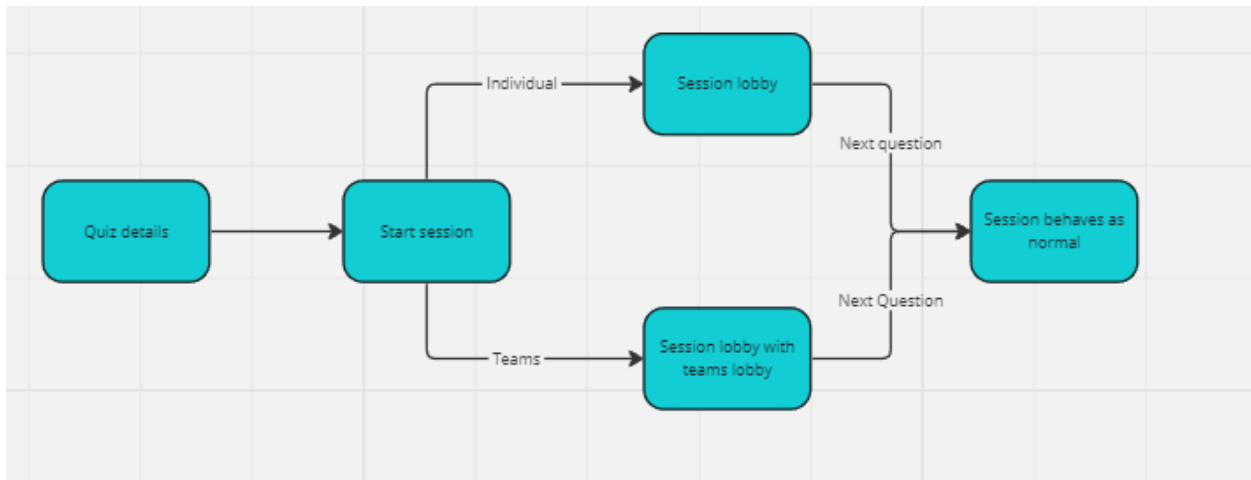 Quiz details
Start session
Individual
Teams
Session lobby
Session lobby with
teams lobby
Next question
Next Question
Session behaves as
normal